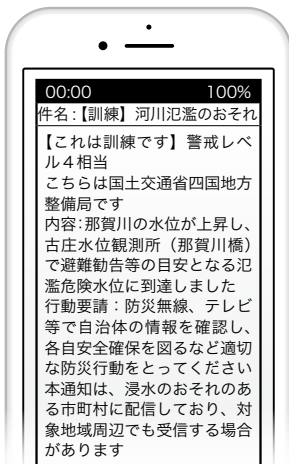 00:00 100%
件名:【訓練】河川氾濫のおそれ
【これは訓練です】警戒レベ
ル4相当
こちらは国土交通省四国地方
整備局です
内容:那賀川の水位が上昇し、
古庄水位観測所(那賀川橋)
で避難勧告等の目安となる氾
濫危険水位に到達しました
行動要請:防災無線、テレビ
等で自治体の情報を確認し、
各自安全確保を図るなど適切
な防災行動をとってください
本通知は、浸水のおそれのあ
る市町村に配信しており、対
象地域周辺でも受信する場合
があります